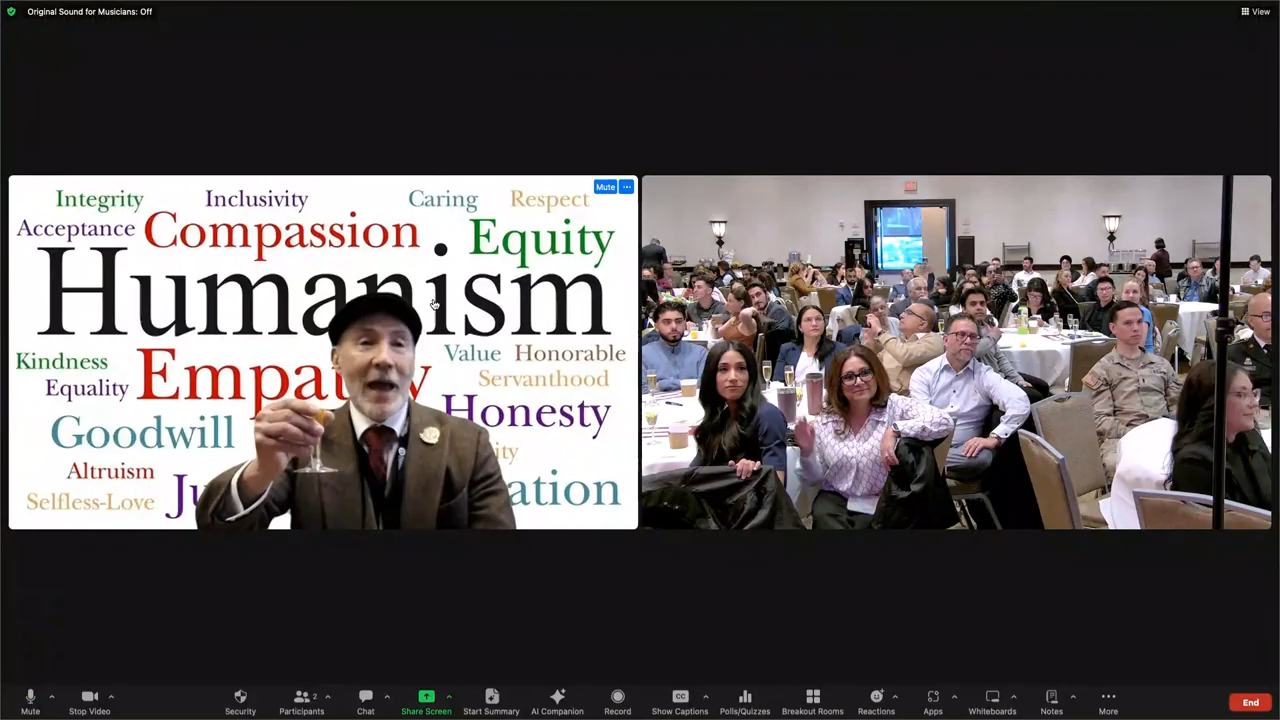 Original Sound for Musicians: Off
View
Mute
Integrity Inclusivity Caring Respect
Acceptance Compassion Equity
Humanism
Kindness Value Honorable
Equality Servanthood
Goodwill Honesty
Altruism
Selfless-Love
Mute Stop Video Security Participants 2 Chat Share Screen Start Summary AI Companion Record CC Show Captions Polls/Quizzes Breakout Rooms Reactions Apps Whiteboards Notes More End